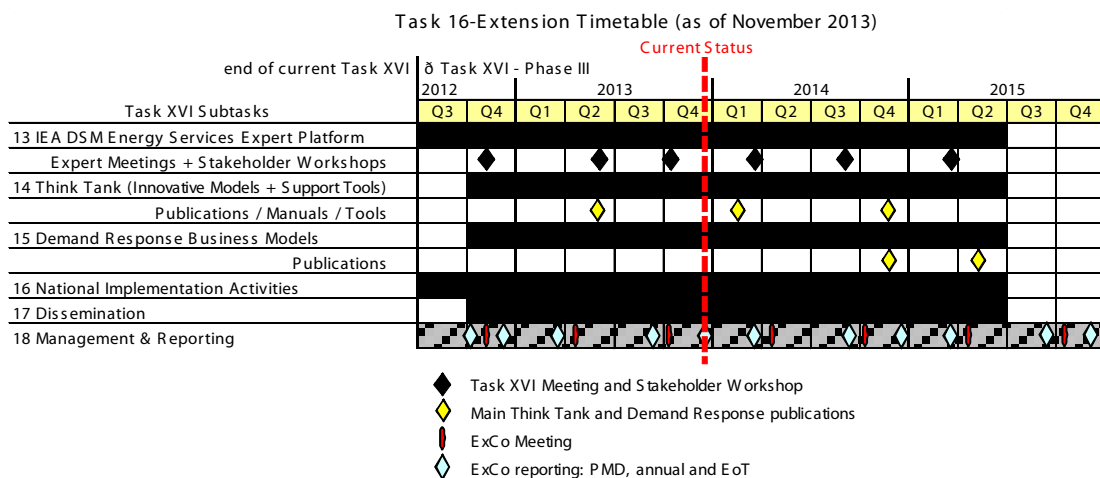 Task 16-Extension Timetable (as of November 2013)
Current Status
end of current Task XVI ð Task XVI - Phase III
2012 2013 2014 2015
Task XVI Subtasks Q3 Q4 Q1 Q2 Q3 Q4 Q1 Q2 Q3 Q4 Q1 Q2 Q3 Q4
13 IEA DSM Energy Services Expert Platform
Expert Meetings + Stakeholder Workshops
14 Think Tank (Innovative Models + Support Tools)
Publications / Manuals / Tools
15 Demand Response Business Models
Publications
16 National Implementation Activities
17 Dissemination
18 Management & Reporting
Task XVI Meeting and Stakeholder Workshop
Main Think Tank and Demand Response publications
ExCo Meeting
ExCo reporting: PMD, annual and EoT